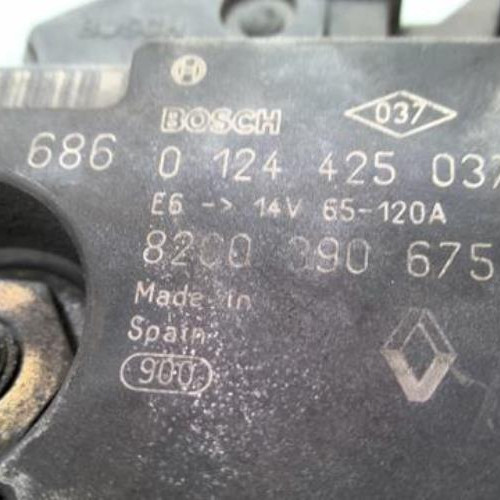 BOSCH
037
686 0 124 425 037
E6 -> 14V 65-120A
8200 390 675
Made in
Spain
900